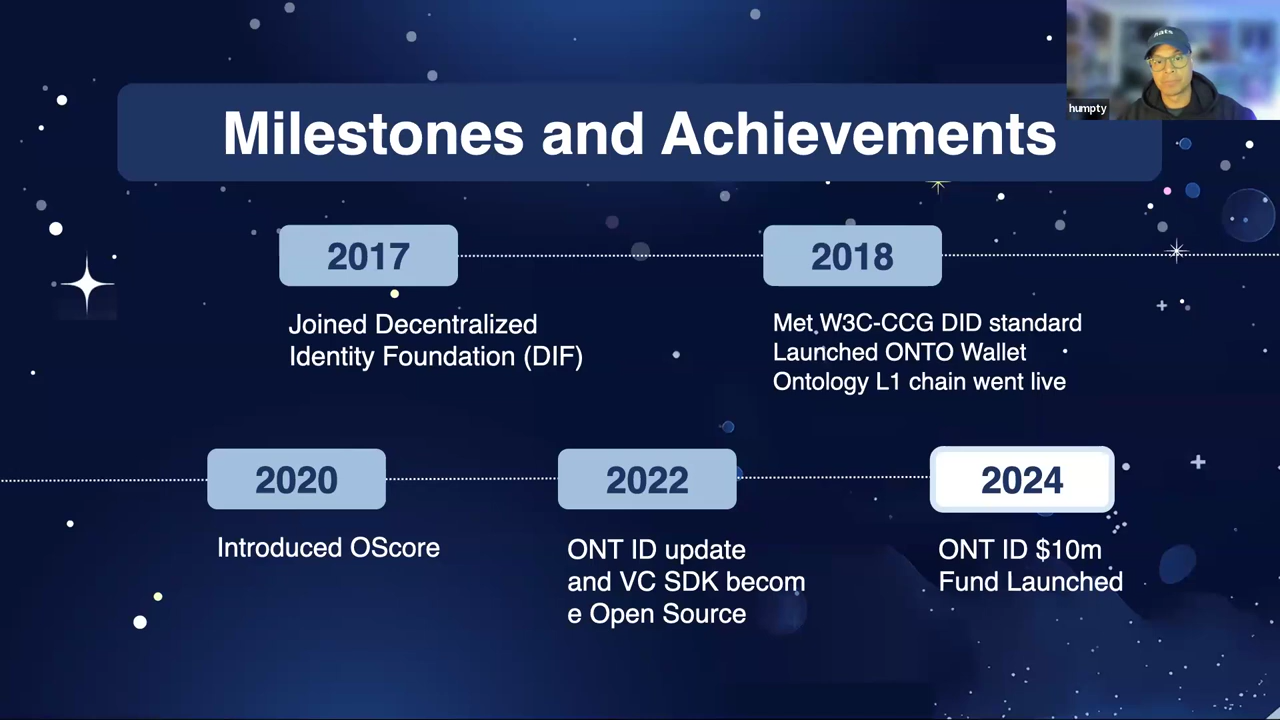 sats
humpty
Milestones and Achievements
2017
2018
Joined Decentralized
Identity Foundation (DIF)
Met W3C-CCG DID standard
Launched ONTO Wallet
Ontology L1 chain went live
2020
2022
2024
Introduced OScore
ONT ID update
and VC SDK becom
e Open Source
ONT ID $10m
Fund Launched